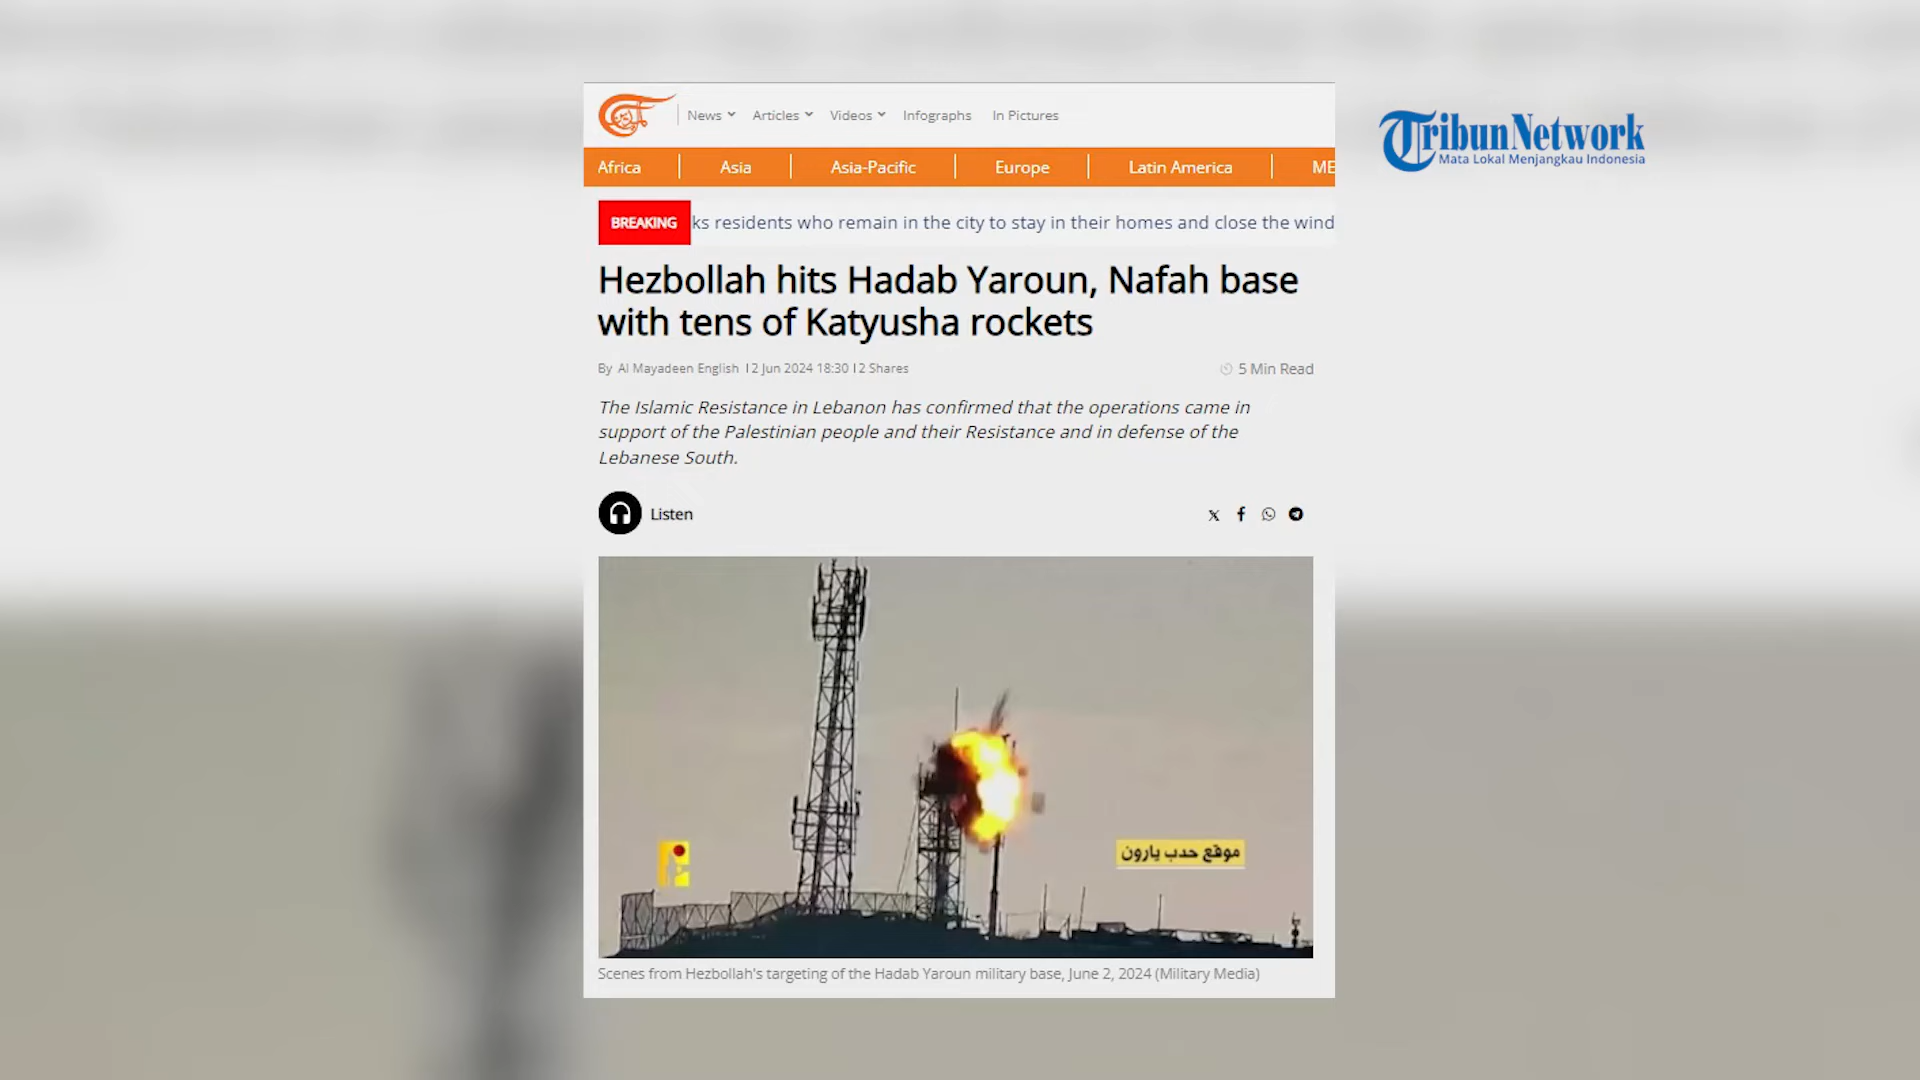 News Articles Videos Infographs In Pictures
TribunNetwork
Mata Lokal Menjangkau Indonesia
Africa Asia Asia-Pacific Europe Latin America ME
BREAKING ks residents who remain in the city to stay in their homes and close the wind
Hezbollah hits Hadab Yaroun, Nafah base
with tens of Katyusha rockets
By Al Mayadeen English | 2 Jun 2024 18:30 | 2 Shares 5 Min Read
The Islamic Resistance in Lebanon has confirmed that the operations came in
support of the Palestinian people and their Resistance and in defense of the
Lebanese South.
Listen
موقع حدب يارون
Scenes from Hezbollah's targeting of the Hadab Yaroun military base, June 2, 2024 (Military Media)